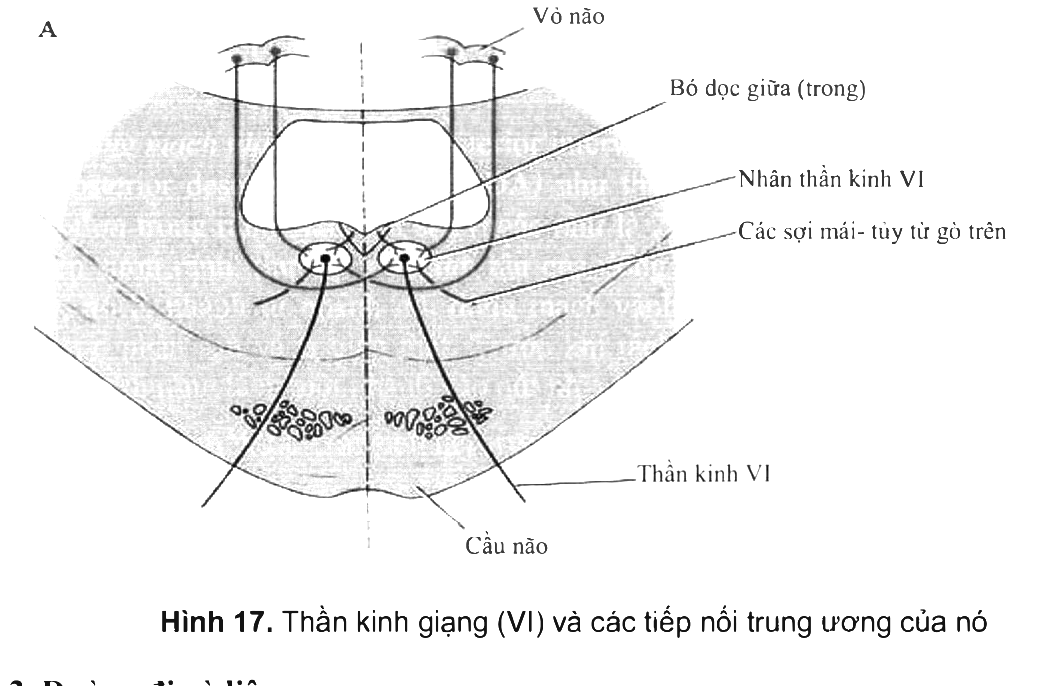 A
Vỏ não
Bó dọc giữa (trong)
Nhân thần kinh VI
Các sợi mái- tủy từ gò trên
Thần kinh VI
Cầu não
Hình 17. Thần kinh giạng (VI) và các tiếp nối trung ương của nó